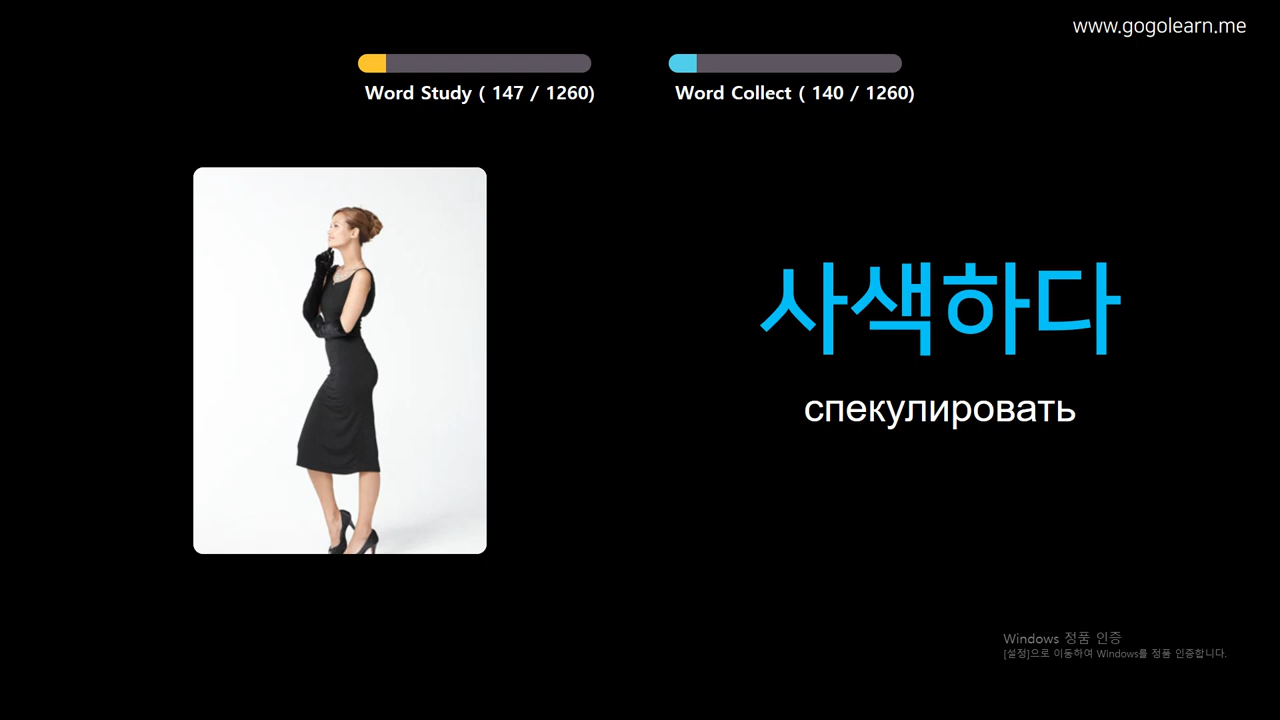 www.gogolearn.me
Word Study ( 147 / 1260)
Word Collect ( 140 / 1260)
사색하다
спекулировать
Windows 정품 인증
[설정]으로 이동하여 Windows를 정품 인증합니다.